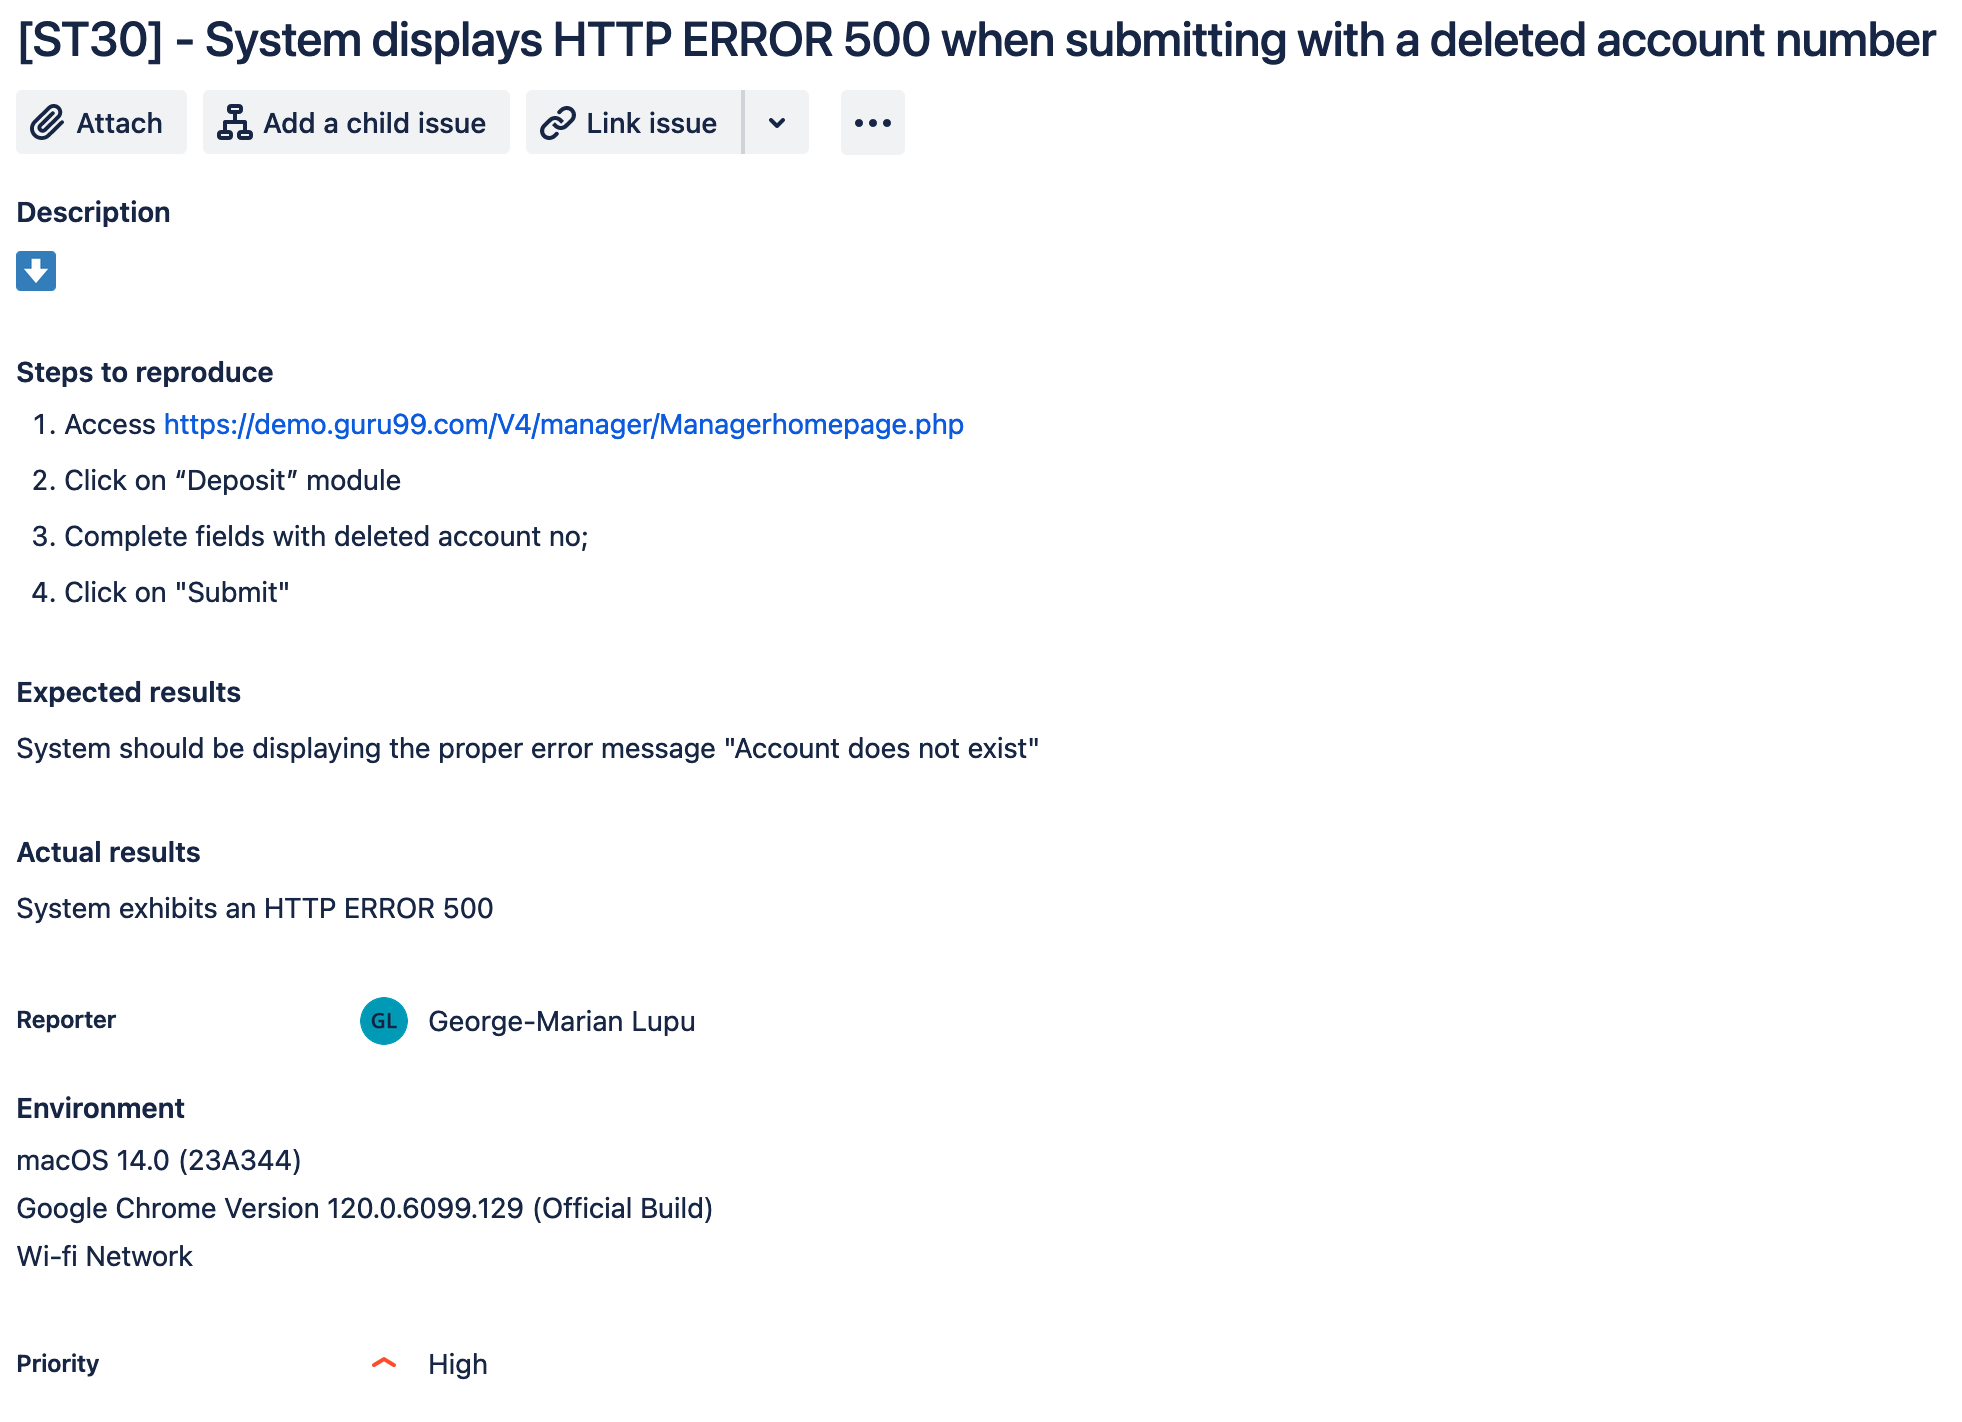 [ST30] - System displays HTTP ERROR 500 when submitting with a deleted account number
Attach
Add a child issue
Link issue
Description
Steps to reproduce
1. Access https://demo.guru99.com/V4/manager/Managerhomepage.php
2. Click on “Deposit” module
3. Complete fields with deleted account no;
4. Click on "Submit"
Expected results
System should be displaying the proper error message "Account does not exist"
Actual results
System exhibits an HTTP ERROR 500
Reporter GL George-Marian Lupu
Environment
macOS 14.0 (23A344)
Google Chrome Version 120.0.6099.129 (Official Build)
Wi-fi Network
Priority High